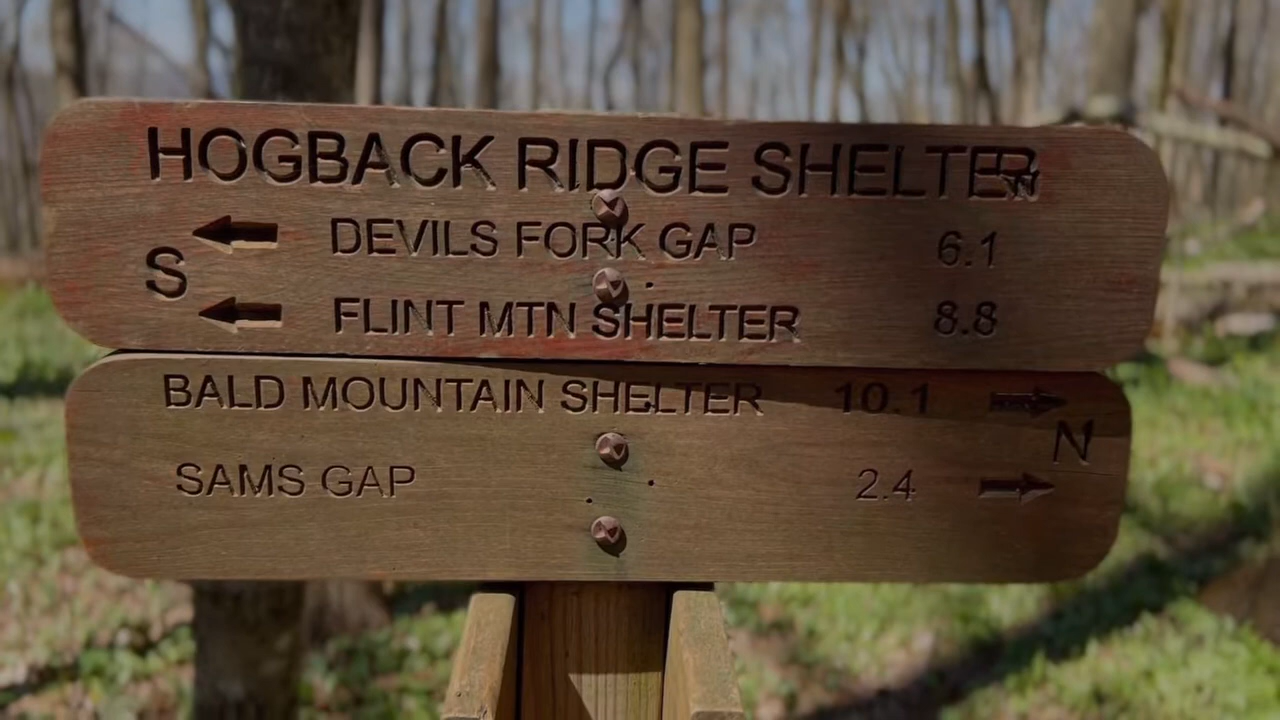 HOGBACK RIDGE SHELTER
DEVILS FORK GAP 6.1
S
FLINT MTN SHELTER 8.8
BALD MOUNTAIN SHELTER 10.1
N
SAMS GAP 2.4